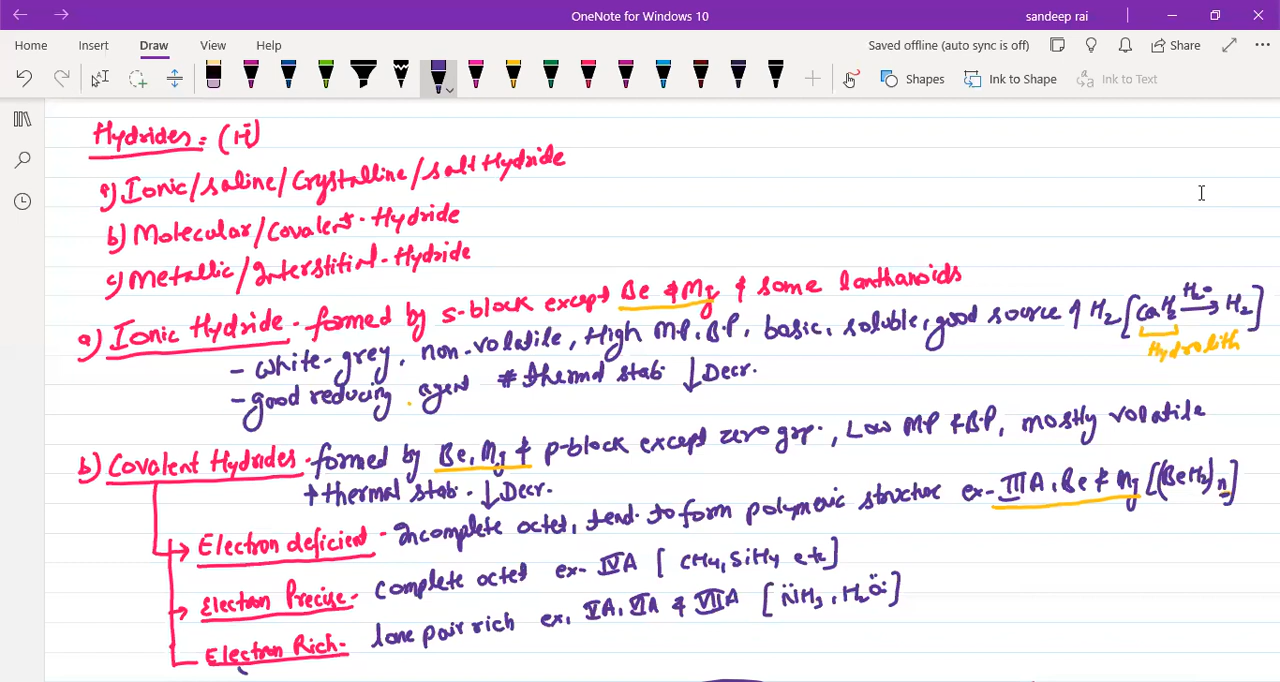 OneNote for Windows 10
sandeep rai
Home Insert Draw View Help
Saved offline (auto sync is off)
Share
Shapes
Ink to Shape
Ink to Text
Hydrides = (H⁻)
a) Ionic/saline/Crystalline/salt Hydride
b) Molecular/Covalent-Hydride
c) Metallic/Interstitial-Hydride
a) Ionic Hydride - formed by s-block except Be & Mg & some lanthanoids
- white-grey, non-volatile, High M.P, B.P, basic, soluble, good source of H₂ [CaH₂ H₂O→ H₂]
Hydrolith
- good reducing agent # thermal stab ↓ Decr.
b) Covalent Hydrides - formed by Be, Mg & p-block except zero grp., Low M.P & B.P, mostly volatile
thermal stab. ↓ Decr.
Electron deficient - Incomplete octet, tend to form polymeric structure ex- IIIA, Be & Mg [(BeH₂)n]
Electron Precise - complete octet ex- IVA [CH₄, SiH₄ etc]
Electron Rich - lone pair rich ex. VA, VIA & VIIA [N̈H₃, H₂Ö:]